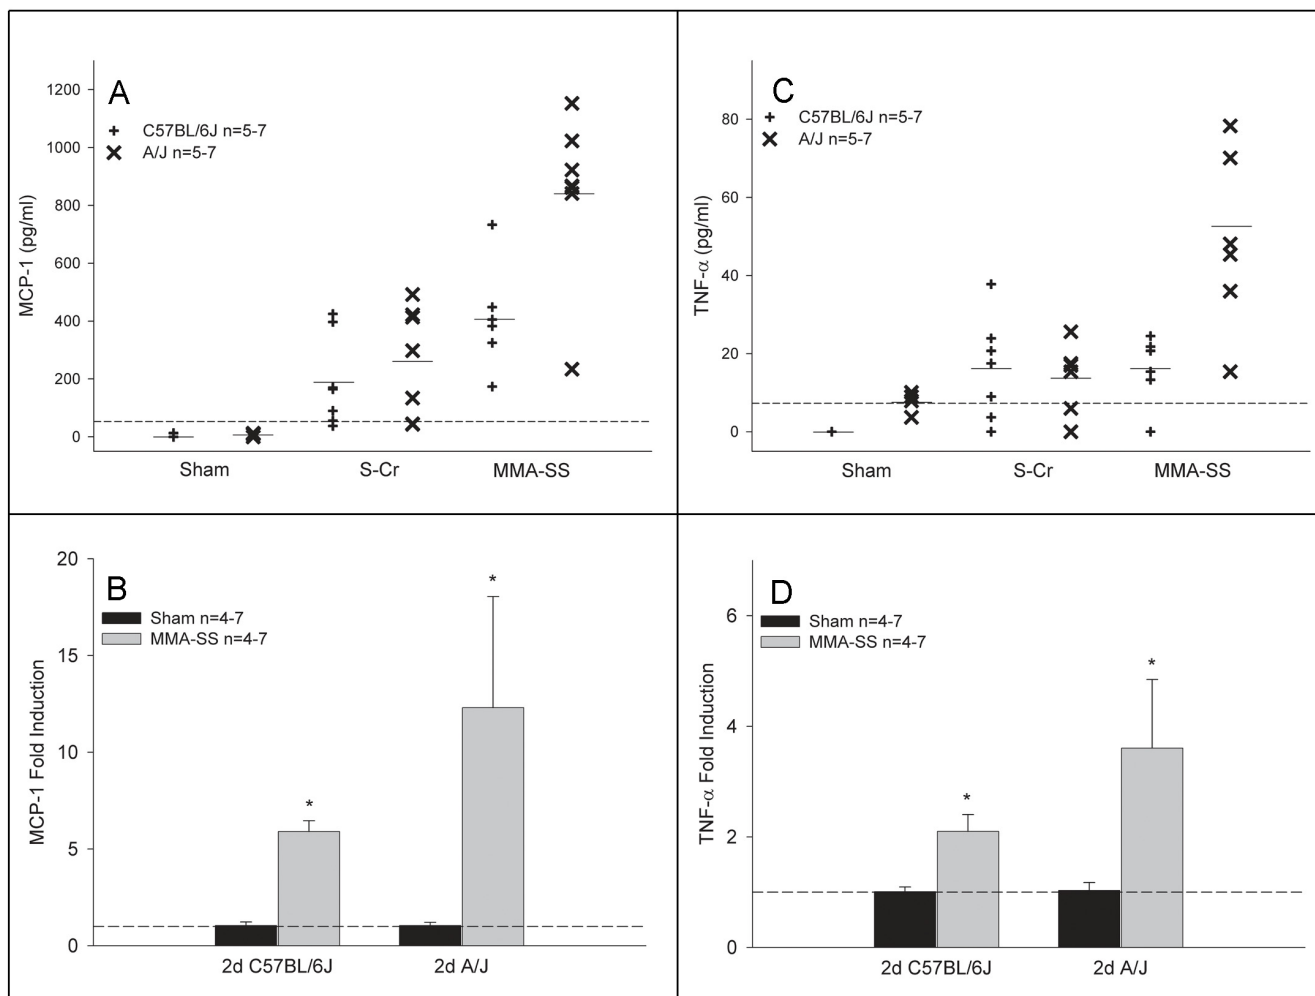 A
C57BL/6J n=5-7
A/J n=5-7
MCP-1 (pg/ml)
1200
1000
800
600
400
200
0
Sham S-Cr MMA-SS
C
C57BL/6J n=5-7
A/J n=5-7
TNF-α (pg/ml)
80
60
40
20
0
Sham S-Cr MMA-SS
B
Sham n=4-7
MMA-SS n=4-7
MCP-1 Fold Induction
20
15
10
5
0
*
*
2d C57BL/6J 2d A/J
D
Sham n=4-7
MMA-SS n=4-7
TNF-α Fold Induction
6
4
2
0
*
*
2d C57BL/6J 2d A/J